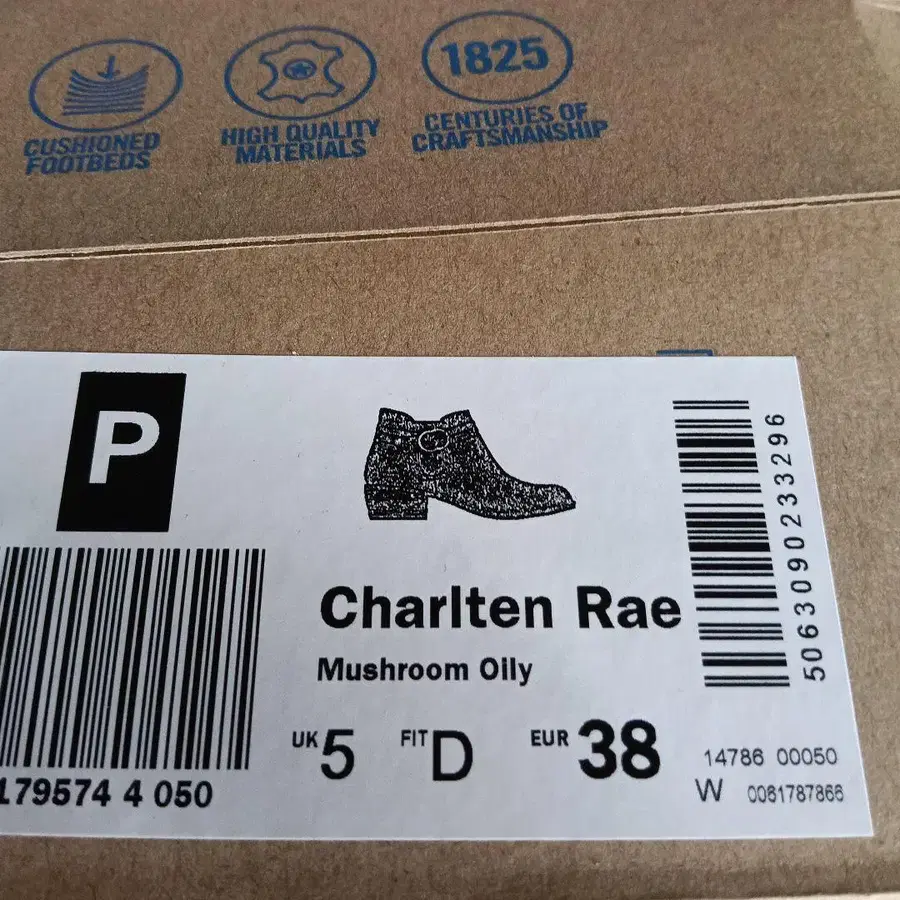 CUSHIONED
FOOTBEDS
HIGH QUALITY
MATERIALS
1825
CENTURIES OF
CRAFTSMANSHIP
P
Charlten Rae
Mushroom Oily
UK 5 FIT D EUR 38
179574 4 050
5063090233296
14786 00050
W 0061787866